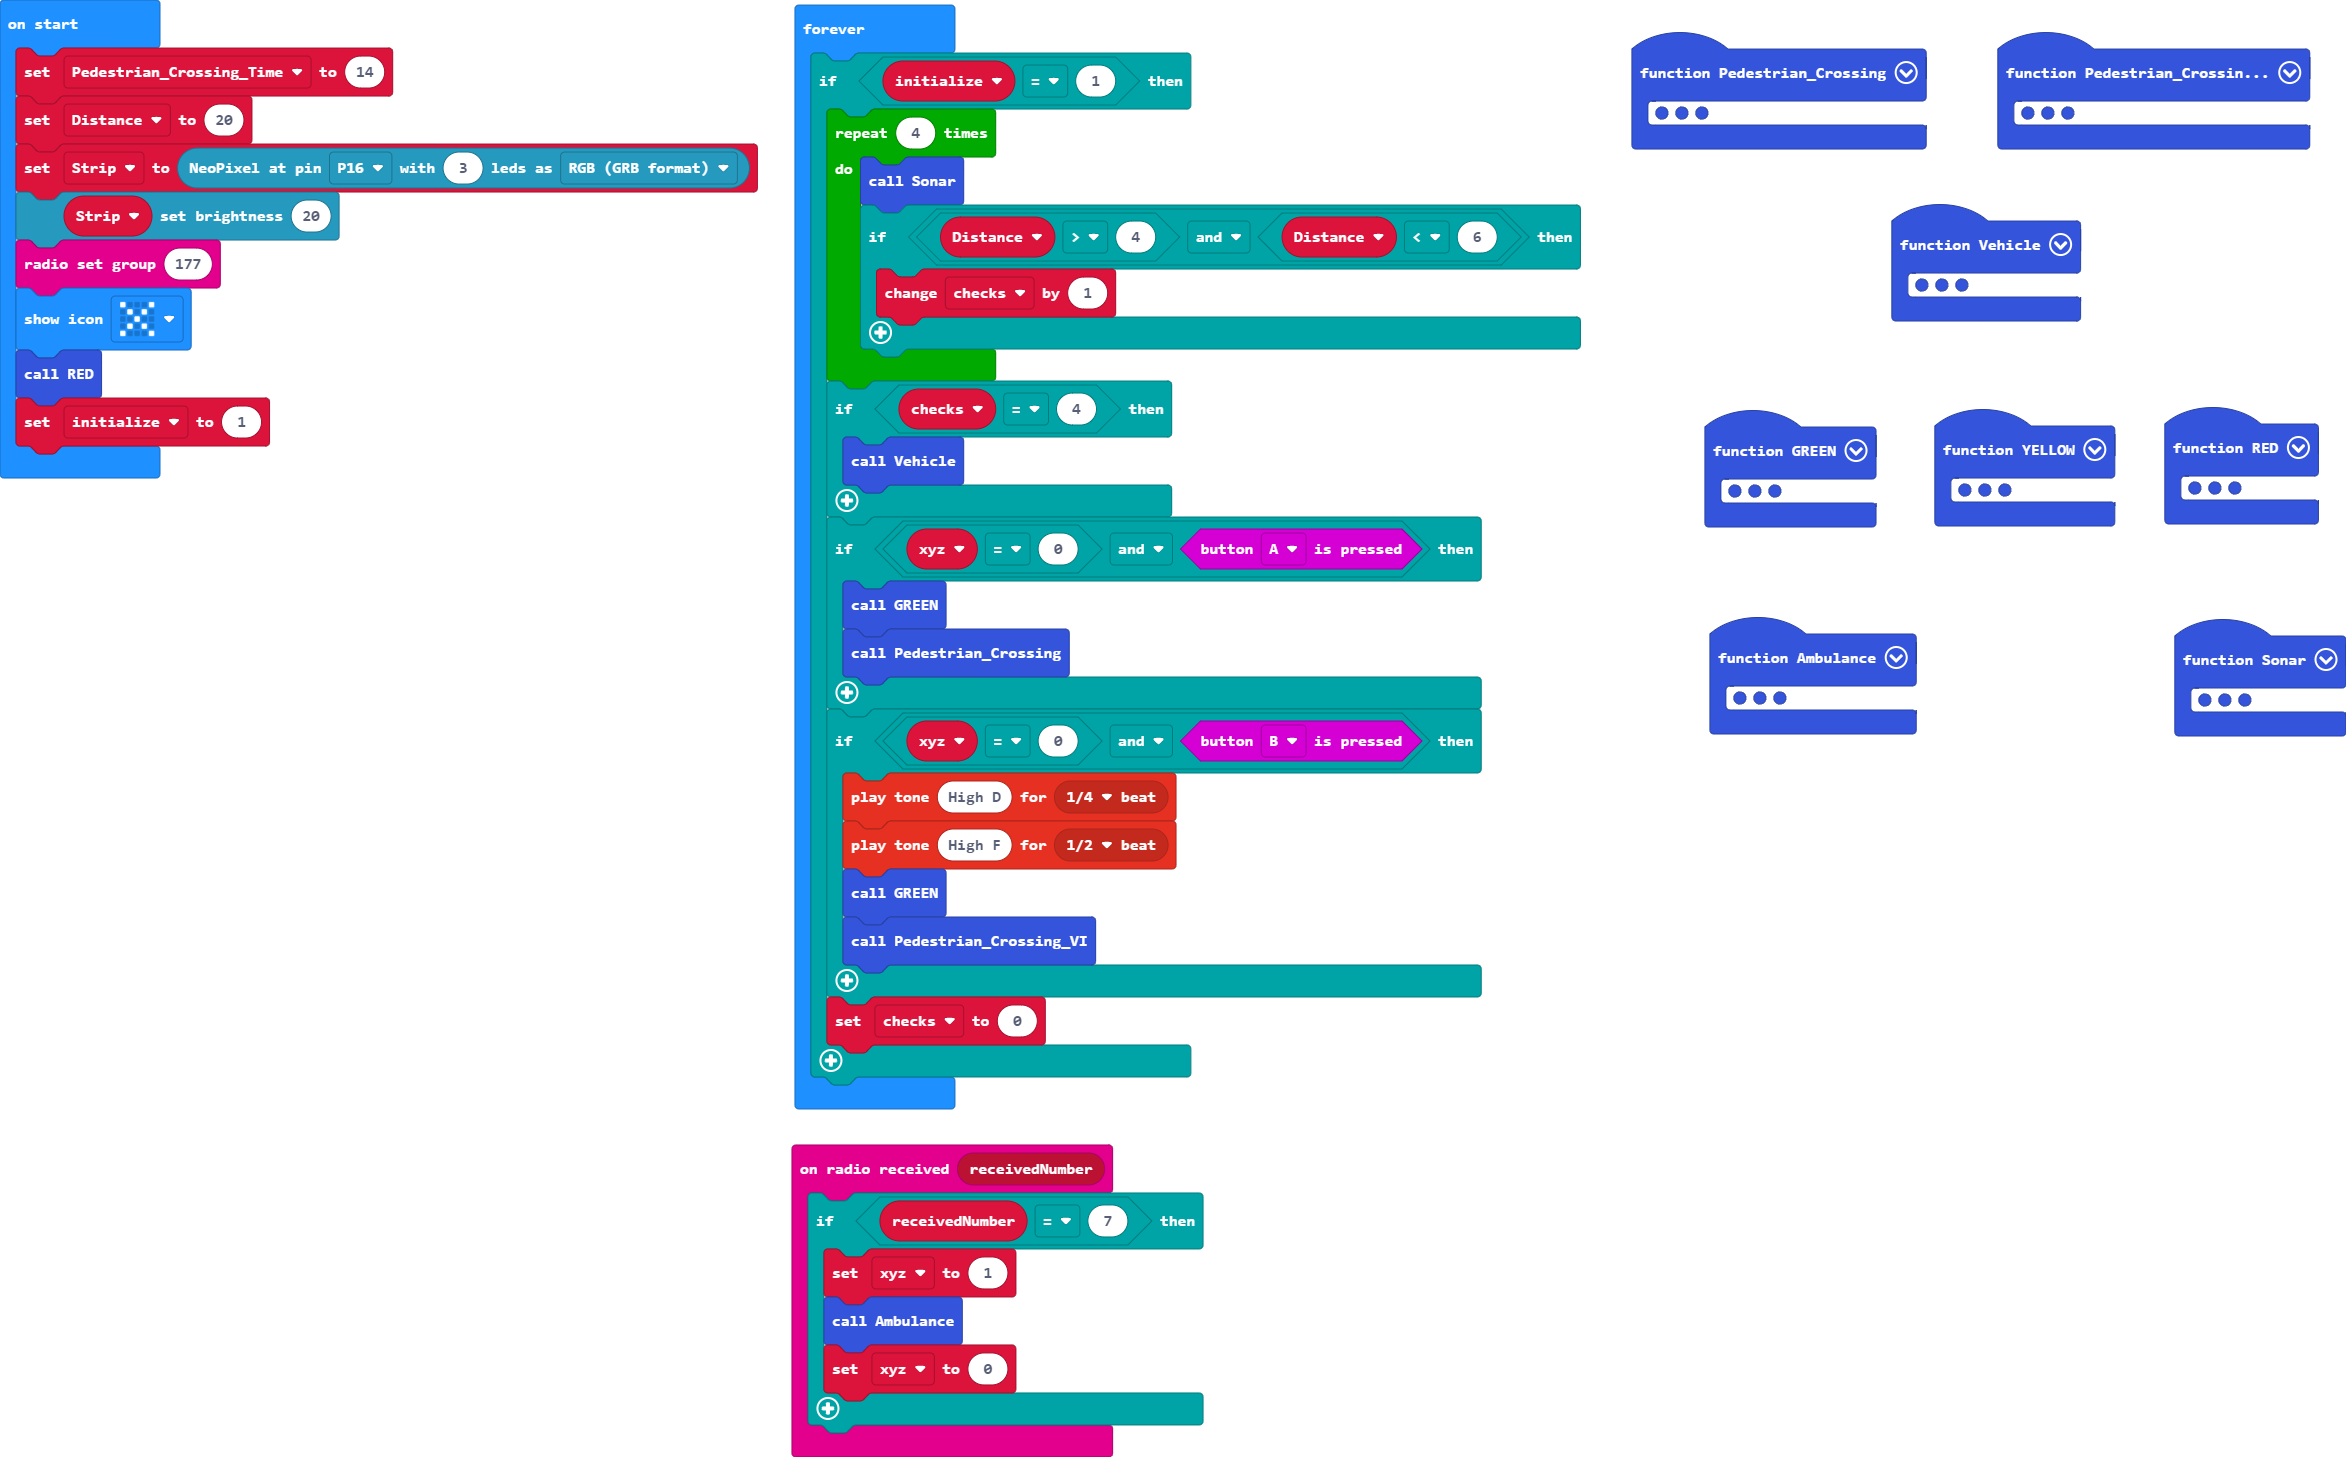 on start
set Pedestrian_Crossing_Time to 14
set Distance to 20
set Strip to NeoPixel at pin P16 with 3 leds as RGB (GRB format)
Strip set brightness 20
radio set group 177
show icon
call RED
set initialize to 1
forever
if initialize = 1 then
repeat 4 times
do call Sonar
if Distance > 4 and Distance < 6 then
change checks by 1
if checks = 4 then
call Vehicle
if xyz = 0 and button A is pressed then
call GREEN
call Pedestrian_Crossing
if xyz = 0 and button B is pressed then
play tone High D for 1/4 beat
play tone High F for 1/2 beat
call GREEN
call Pedestrian_Crossing_VI
set checks to 0
on radio received receivedNumber
if receivedNumber = 7 then
set xyz to 1
call Ambulance
set xyz to 0
function Pedestrian_Crossing
function Pedestrian_Crossin...
function Vehicle
function GREEN
function YELLOW
function RED
function Ambulance
function Sonar